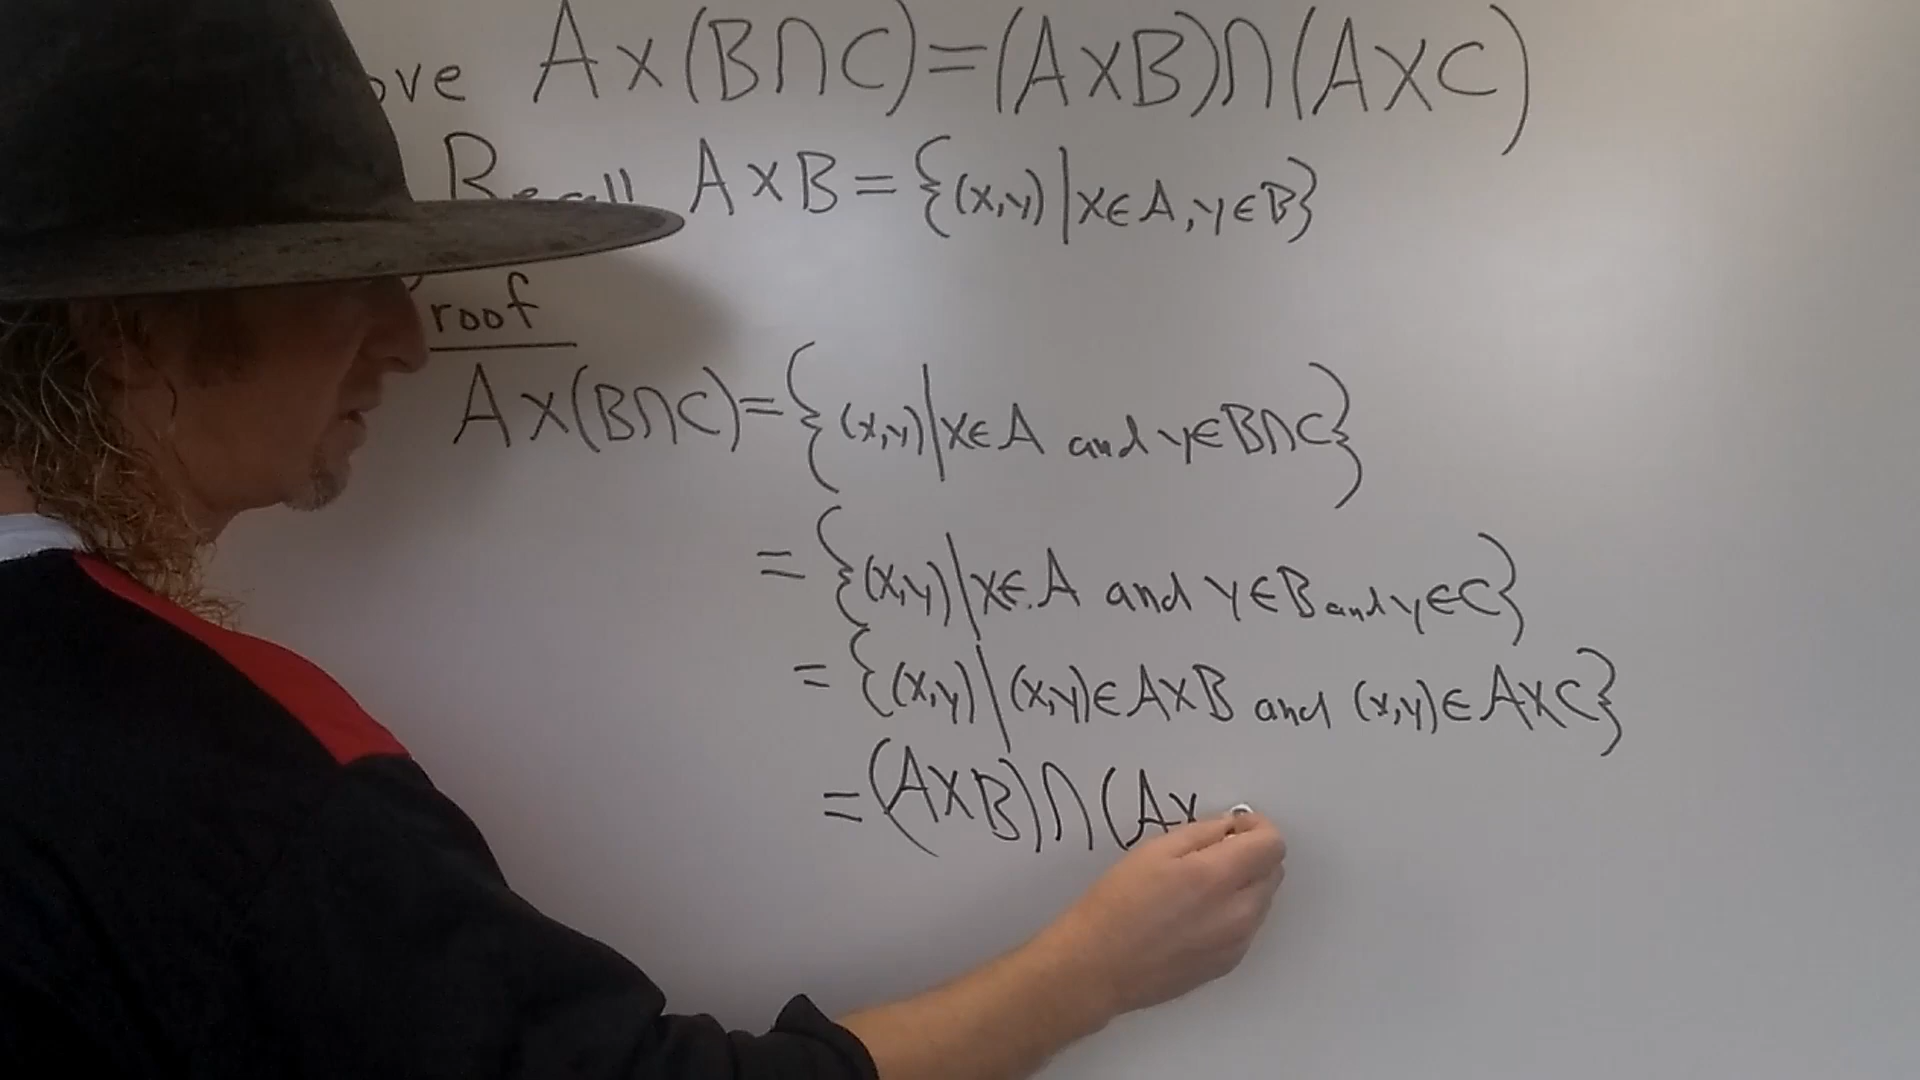 ove A×(B∩C)=(A×B)∩(A×C)
Recall A×B={(x,y)|x∈A,y∈B}
roof
A×(B∩C)={(x,y)|x∈A and y∈B∩C}
={(x,y)|x∈A and y∈B and y∈C}
={(x,y)|(x,y)∈A×B and (x,y)∈A×C}
=(A×B)∩(A×